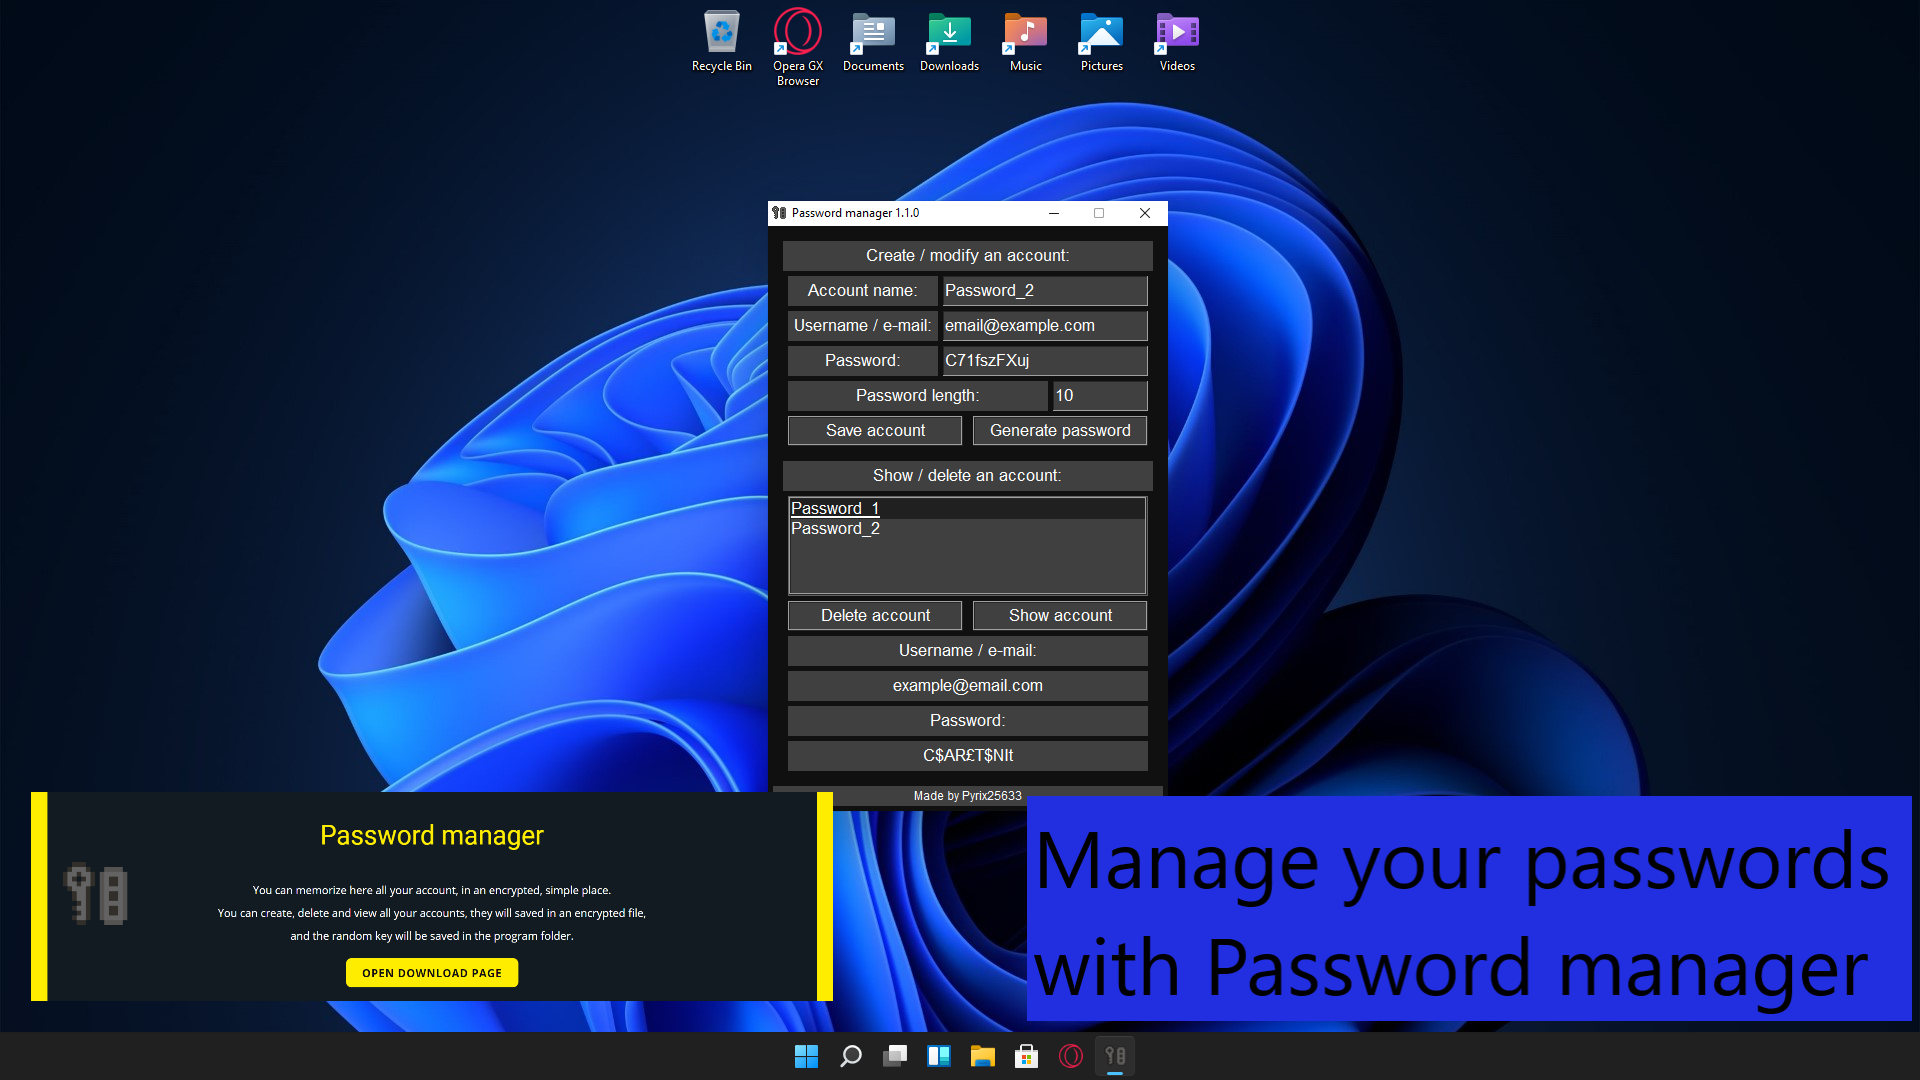 Recycle Bin
Opera GX
Browser
Documents
Downloads
Music
Pictures
Videos
Password manager 1.1.0
Create / modify an account:
Account name: Password_2
Username / e-mail: email@example.com
Password: C71fszFXuj
Password length: 10
Save account Generate password
Show / delete an account:
Password_1
Password_2
Delete account Show account
Username / e-mail:
example@email.com
Password:
C$AR£T$NIt
Made by Pyrix25633
Password manager
You can memorize here all your account, in an encrypted, simple place.
You can create, delete and view all your accounts, they will saved in an encrypted file,
and the random key will be saved in the program folder.
OPEN DOWNLOAD PAGE
Manage your passwords
with Password manager